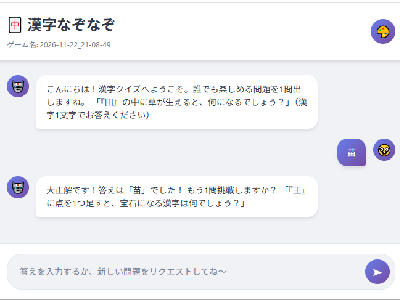 中
漢字なぞなぞ
ゲーム名: 2026-11-22_21-08-49
こんにちは！漢字クイズへようこそ。誰でも楽しめる問題を1問出
しますね。 「『田』の中に草が生えると、何になるでしょう？」（漢
字1文字でお答えください）
苗
大正解です！答えは「苗」でした！ もう1問挑戦しますか？ 「『王』
に点を1つ足すと、宝石になる漢字は何でしょう？」
答えを入力するか、新しい問題をリクエストしてね〜